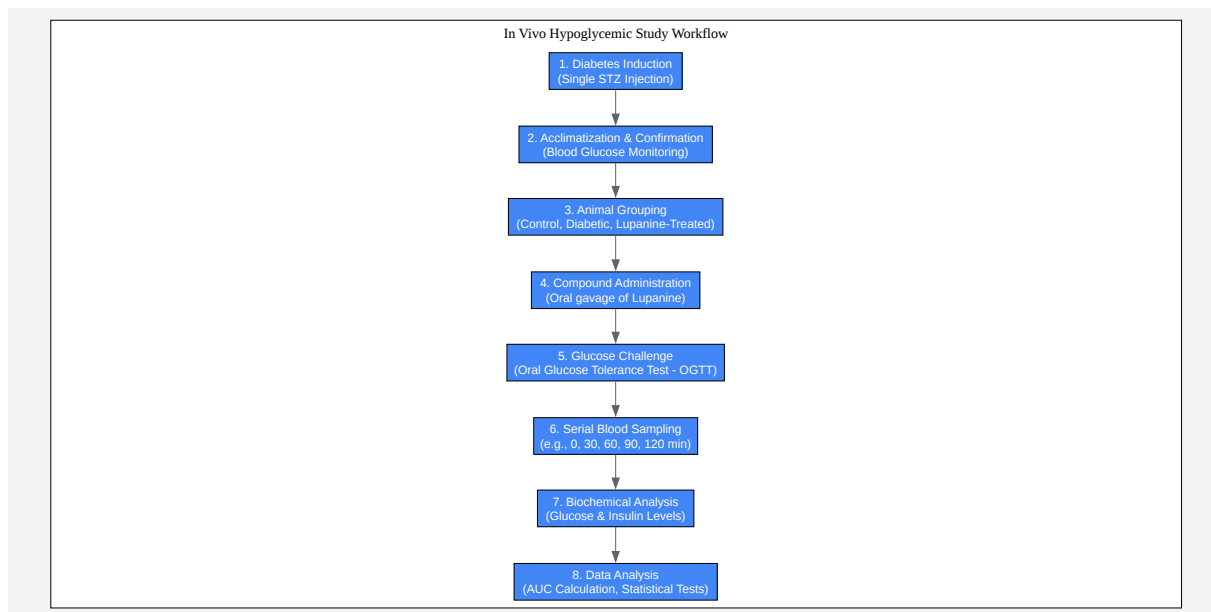 In Vivo Hypoglycemic Study Workflow
1. Diabetes Induction
(Single STZ Injection)
2. Acclimatization & Confirmation
(Blood Glucose Monitoring)
3. Animal Grouping
(Control, Diabetic, Lupanine-Treated)
4. Compound Administration
(Oral gavage of Lupanine)
5. Glucose Challenge
(Oral Glucose Tolerance Test - OGTT)
6. Serial Blood Sampling
(e.g., 0, 30, 60, 90, 120 min)
7. Biochemical Analysis
(Glucose & Insulin Levels)
8. Data Analysis
(AUC Calculation, Statistical Tests)